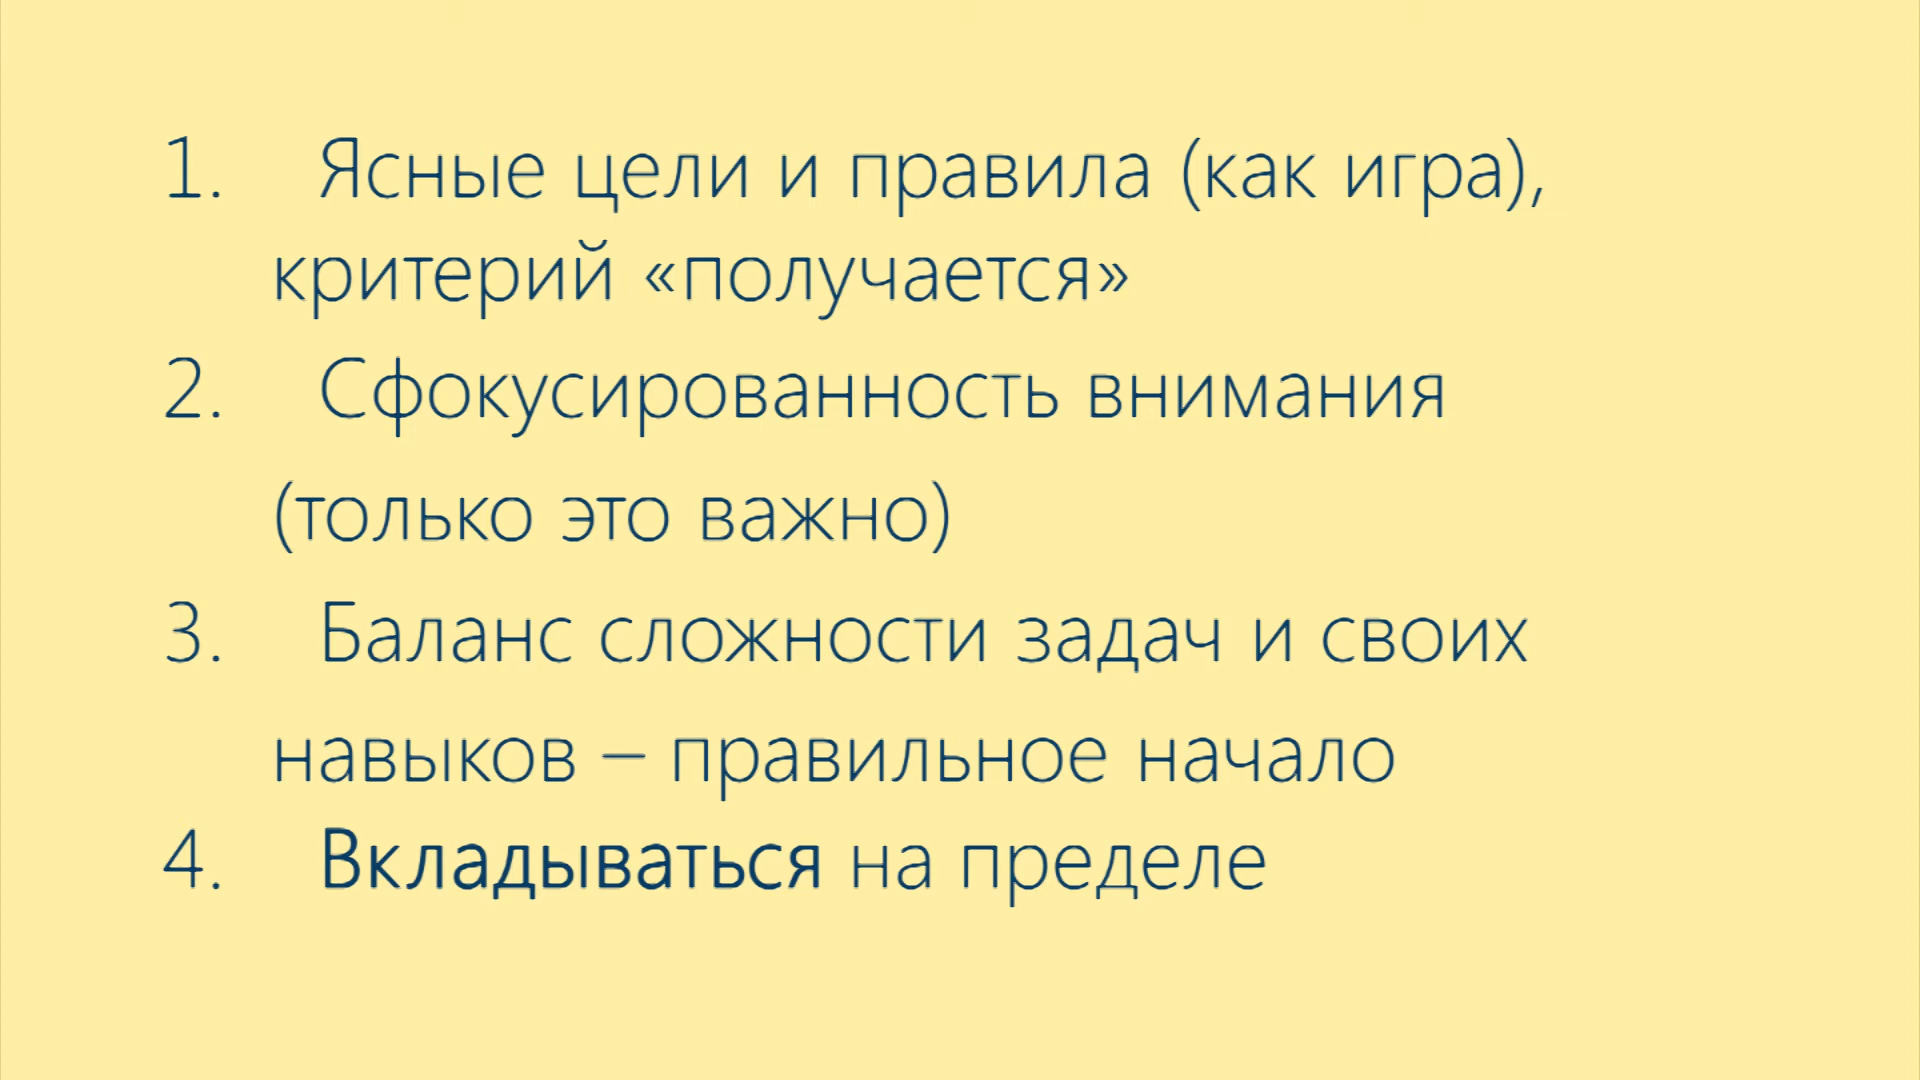 1. Ясные цели и правила (как игра),
критерий «получается»
2. Сфокусированность внимания
(только это важно)
3. Баланс сложности задач и своих
навыков – правильное начало
4. Вкладываться на пределе